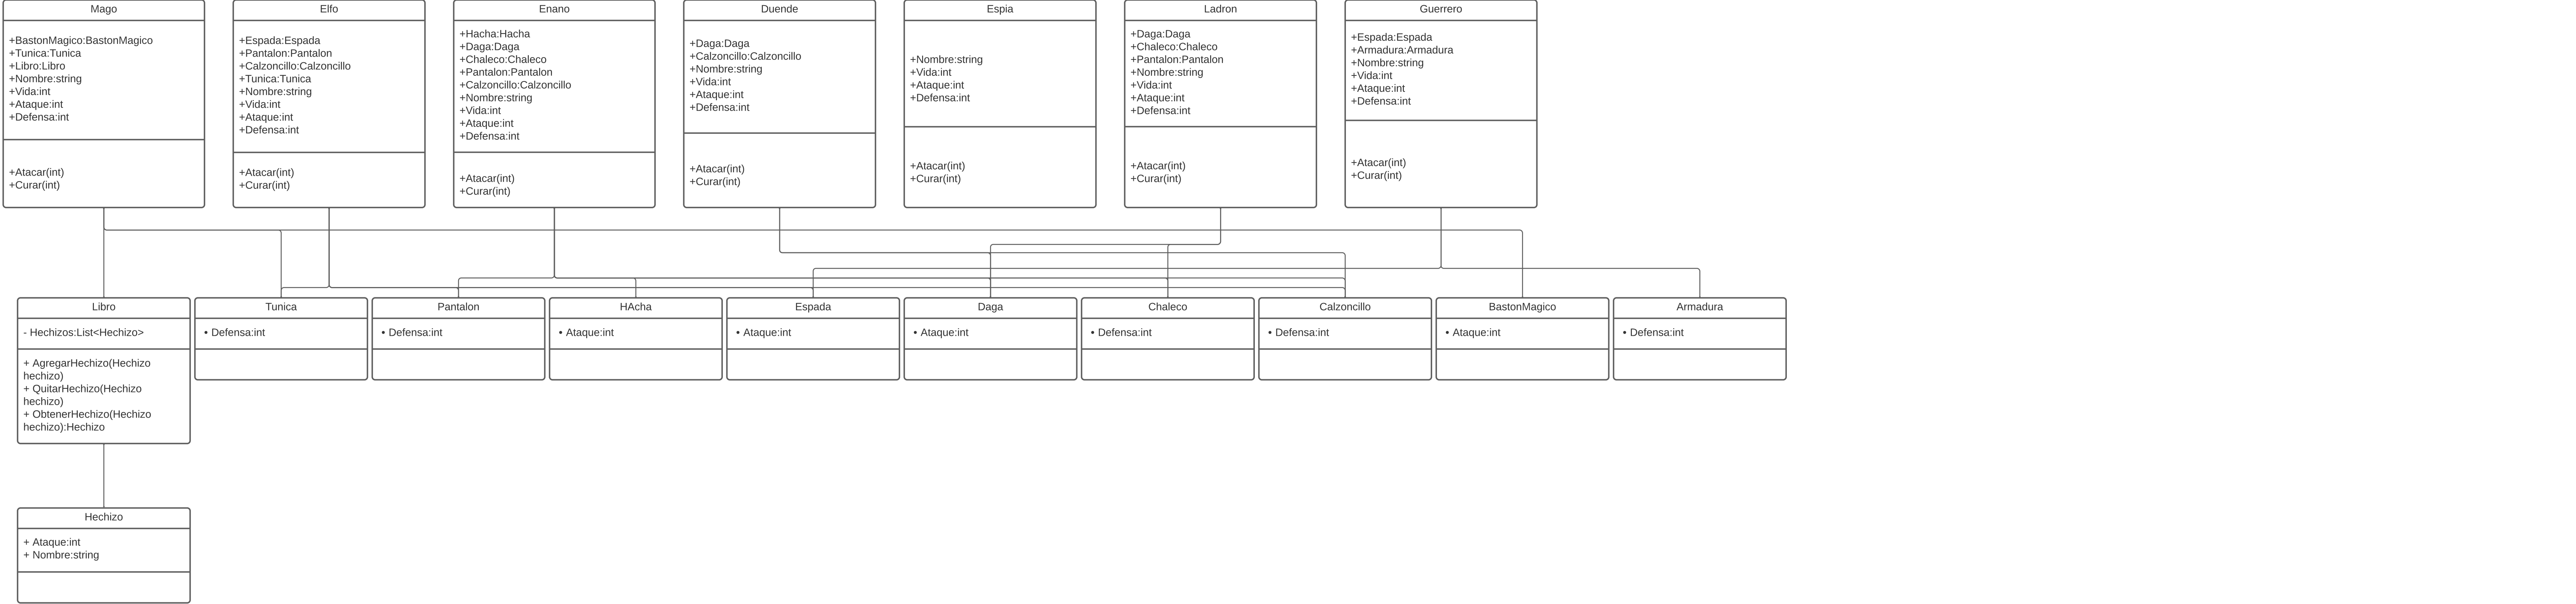 Mago
+BastonMagico:BastonMagico
+Tunica:Tunica
+Libro:Libro
+Nombre:string
+Vida:int
+Ataque:int
+Defensa:int
+Atacar(int)
+Curar(int)
Elfo
+Espada:Espada
+Pantalon:Pantalon
+Calzoncillo:Calzoncillo
+Tunica:Tunica
+Nombre:string
+Vida:int
+Ataque:int
+Defensa:int
+Atacar(int)
+Curar(int)
Enano
+Hacha:Hacha
+Daga:Daga
+Chaleco:Chaleco
+Pantalon:Pantalon
+Calzoncillo:Calzoncillo
+Nombre:string
+Vida:int
+Ataque:int
+Defensa:int
+Atacar(int)
+Curar(int)
Duende
+Daga:Daga
+Calzoncillo:Calzoncillo
+Nombre:string
+Vida:int
+Ataque:int
+Defensa:int
+Atacar(int)
+Curar(int)
Espia
+Nombre:string
+Vida:int
+Ataque:int
+Defensa:int
+Atacar(int)
+Curar(int)
Ladron
+Daga:Daga
+Chaleco:Chaleco
+Pantalon:Pantalon
+Nombre:string
+Vida:int
+Ataque:int
+Defensa:int
+Atacar(int)
+Curar(int)
Guerrero
+Espada:Espada
+Armadura:Armadura
+Nombre:string
+Vida:int
+Ataque:int
+Defensa:int
+Atacar(int)
+Curar(int)
Libro
- Hechizos:List<Hechizo>
+ AgregarHechizo(Hechizo
hechizo)
+ QuitarHechizo(Hechizo
hechizo)
+ ObtenerHechizo(Hechizo
hechizo):Hechizo
Tunica
• Defensa:int
Pantalon
• Defensa:int
HAcha
• Ataque:int
Espada
• Ataque:int
Daga
• Ataque:int
Chaleco
• Defensa:int
Calzoncillo
• Defensa:int
BastonMagico
• Ataque:int
Armadura
• Defensa:int
Hechizo
+ Ataque:int
+ Nombre:string